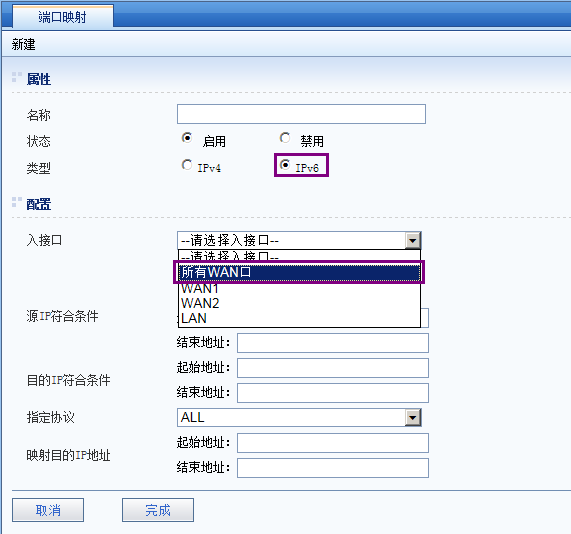 端口映射
新建
属性
名称
状态 启用 禁用
类型 IPv4 IPv6
配置
入接口 --请选择入接口--
--请选择入接口--
所有WAN口
WAN1
WAN2
LAN
源IP符合条件
结束地址：
目的IP符合条件 起始地址：
结束地址：
指定协议 ALL
映射目的IP地址 起始地址：
结束地址：
取消 完成